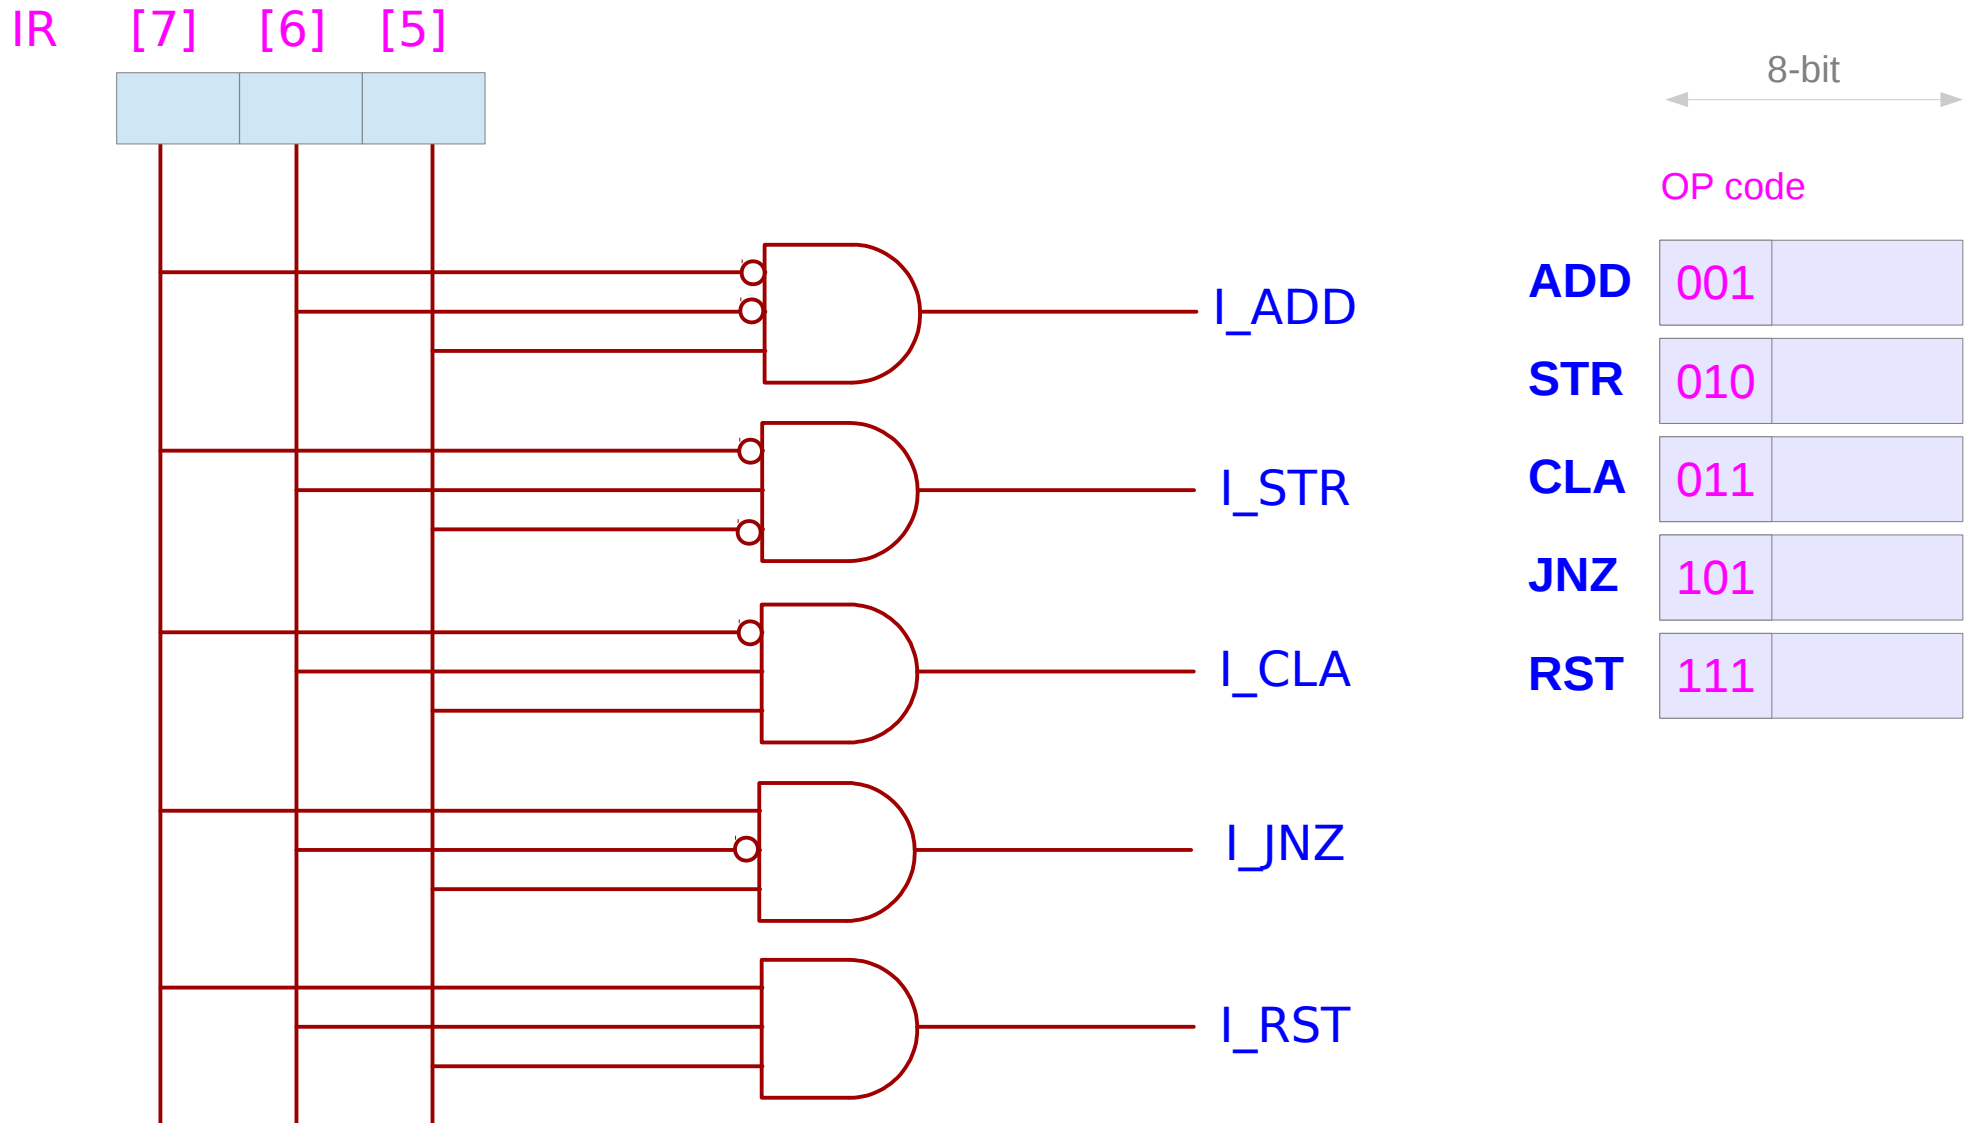 IR [7] [6] [5]
8-bit
OP code
I_ADD
ADD 001
STR 010
I_STR
CLA 011
JNZ 101
I_CLA
RST 111
I_JNZ
I_RST